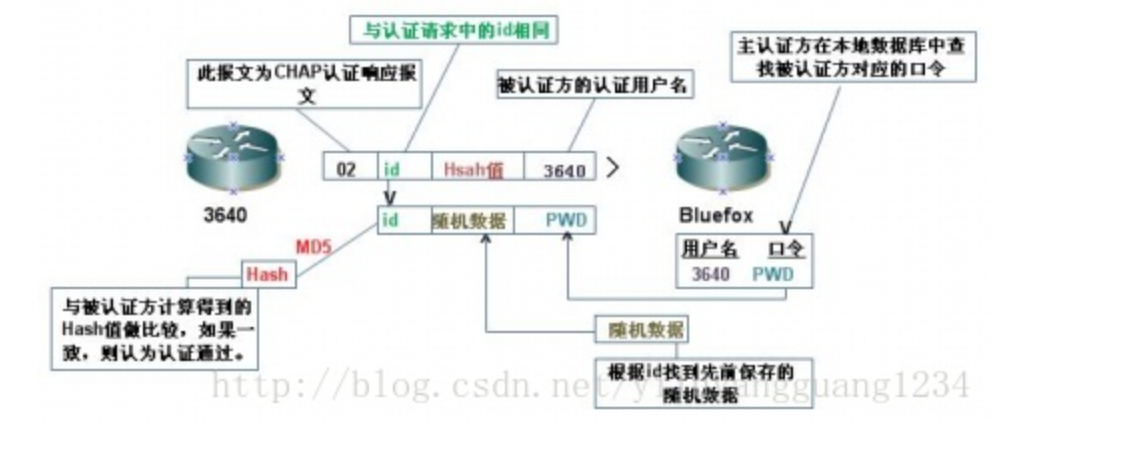 与认证请求中的id相同
主认证方在本地数据库中查
找被认证方对应的口令
此报文为CHAP认证响应报
文
被认证方的认证用户名
02 id Hsah值 3640
3640
Bluefox
id 随机数据 PWD
MD5
Hash
用户名 口令
3640 PWD
与被认证方计算得到的
Hash值做比较，如果一
致，则认为认证通过。
随机数据
根据id找到先前保存的
随机数据
http://blog.csdn.net/